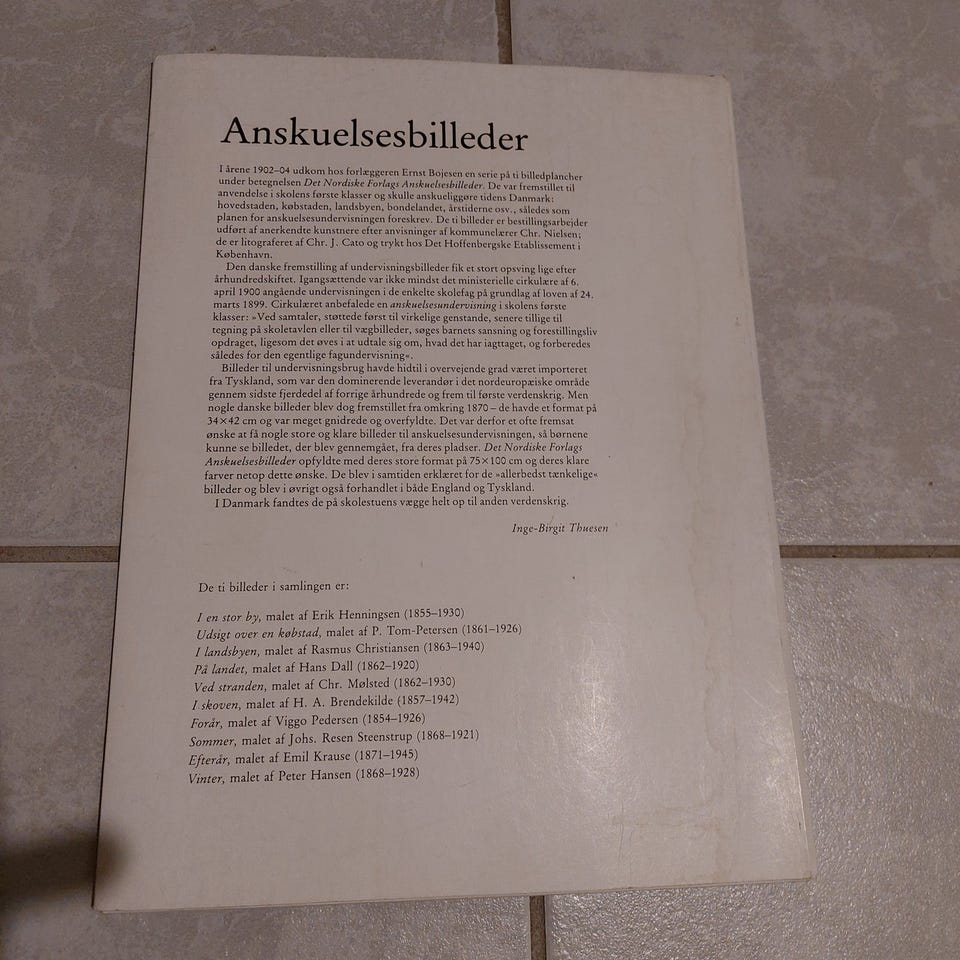 Anskuelsesbilleder
I årene 1902–04 udkom hos forlæggeren Ernst Bojesen en serie på ti billedplancher
under betegnelsen Det Nordiske Forlags Anskuelsesbilleder. De var fremstillet til
anvendelse i skolens første klasser og skulle anskueliggøre tidens Danmark:
hovedstaden, købstaden, landsbyen, bondelandet, årstiderne osv., således som
planen for anskuelsesundervisningen foreskrev. De ti billeder er bestillingsarbejder
udført af anerkendte kunstnere efter anvisninger af kommunelærer Chr. Nielsen;
de er litograferet af Chr. J. Cato og trykt hos Det Hoffenbergske Etablissement i
København.
Den danske fremstilling af undervisningsbilleder fik et stort opsving lige efter
århundredskiftet. Igangsættende var ikke mindst det ministerielle cirkulære af 6.
april 1900 angående undervisningen i de enkelte skolefag på grundlag af loven af 24.
marts 1899. Cirkulæret anbefalede en anskuelsesundervisning i skolens første
klasser: »Ved samtaler, støttede først til virkelige genstande, senere tillige til
tegning på skoletavlen eller til vægbilleder, søges barnets sansning og forestillingsliv
opdraget, ligesom det øves i at udtale sig om, hvad det har iagttaget, og forberedes
således for den egentlige fagundervisning«.
Billeder til undervisningsbrug havde hidtil i overvejende grad været importeret
fra Tyskland, som var den dominerende leverandør i det nordeuropæiske område
gennem sidste fjerdedel af forrige århundrede og frem til første verdenskrig. Men
nogle danske billeder blev dog fremstillet fra omkring 1870 – de havde et format på
34×42 cm og var meget gnidrede og overfyldte. Det var derfor et ofte fremsat
ønske at få nogle store og klare billeder til anskuelsesundervisningen, så børnene
kunne se billedet, der blev gennemgået, fra deres pladser. Det Nordiske Forlags
Anskuelsesbilleder opfyldte med deres store format på 75×100 cm og deres klare
farver netop dette ønske. De blev i samtiden erklæret for de »allerbedst tænkelige«
billeder og blev i øvrigt også forhandlet i både England og Tyskland.
I Danmark fandtes de på skolestuens vægge helt op til anden verdenskrig.
Inge-Birgit Thuesen
De ti billeder i samlingen er:
I en stor by, malet af Erik Henningsen (1855–1930)
Udsigt over en købstad, malet af P. Tom-Petersen (1861–1926)
I landsbyen, malet af Rasmus Christiansen (1863–1940)
På landet, malet af Hans Dall (1862–1920)
Ved stranden, malet af Chr. Mølsted (1862–1930)
I skoven, malet af H. A. Brendekilde (1857–1942)
Forår, malet af Viggo Pedersen (1854–1926)
Sommer, malet af Johs. Resen Steenstrup (1868–1921)
Efterår, malet af Emil Krause (1871–1945)
Vinter, malet af Peter Hansen (1868–1928)